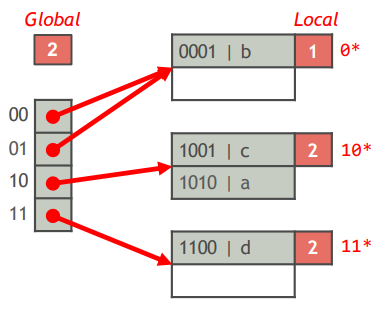 Global Local
2
0001 | b 1 0*
00
01
10
11
1001 | c 2 10*
1010 | a
1100 | d 2 11*